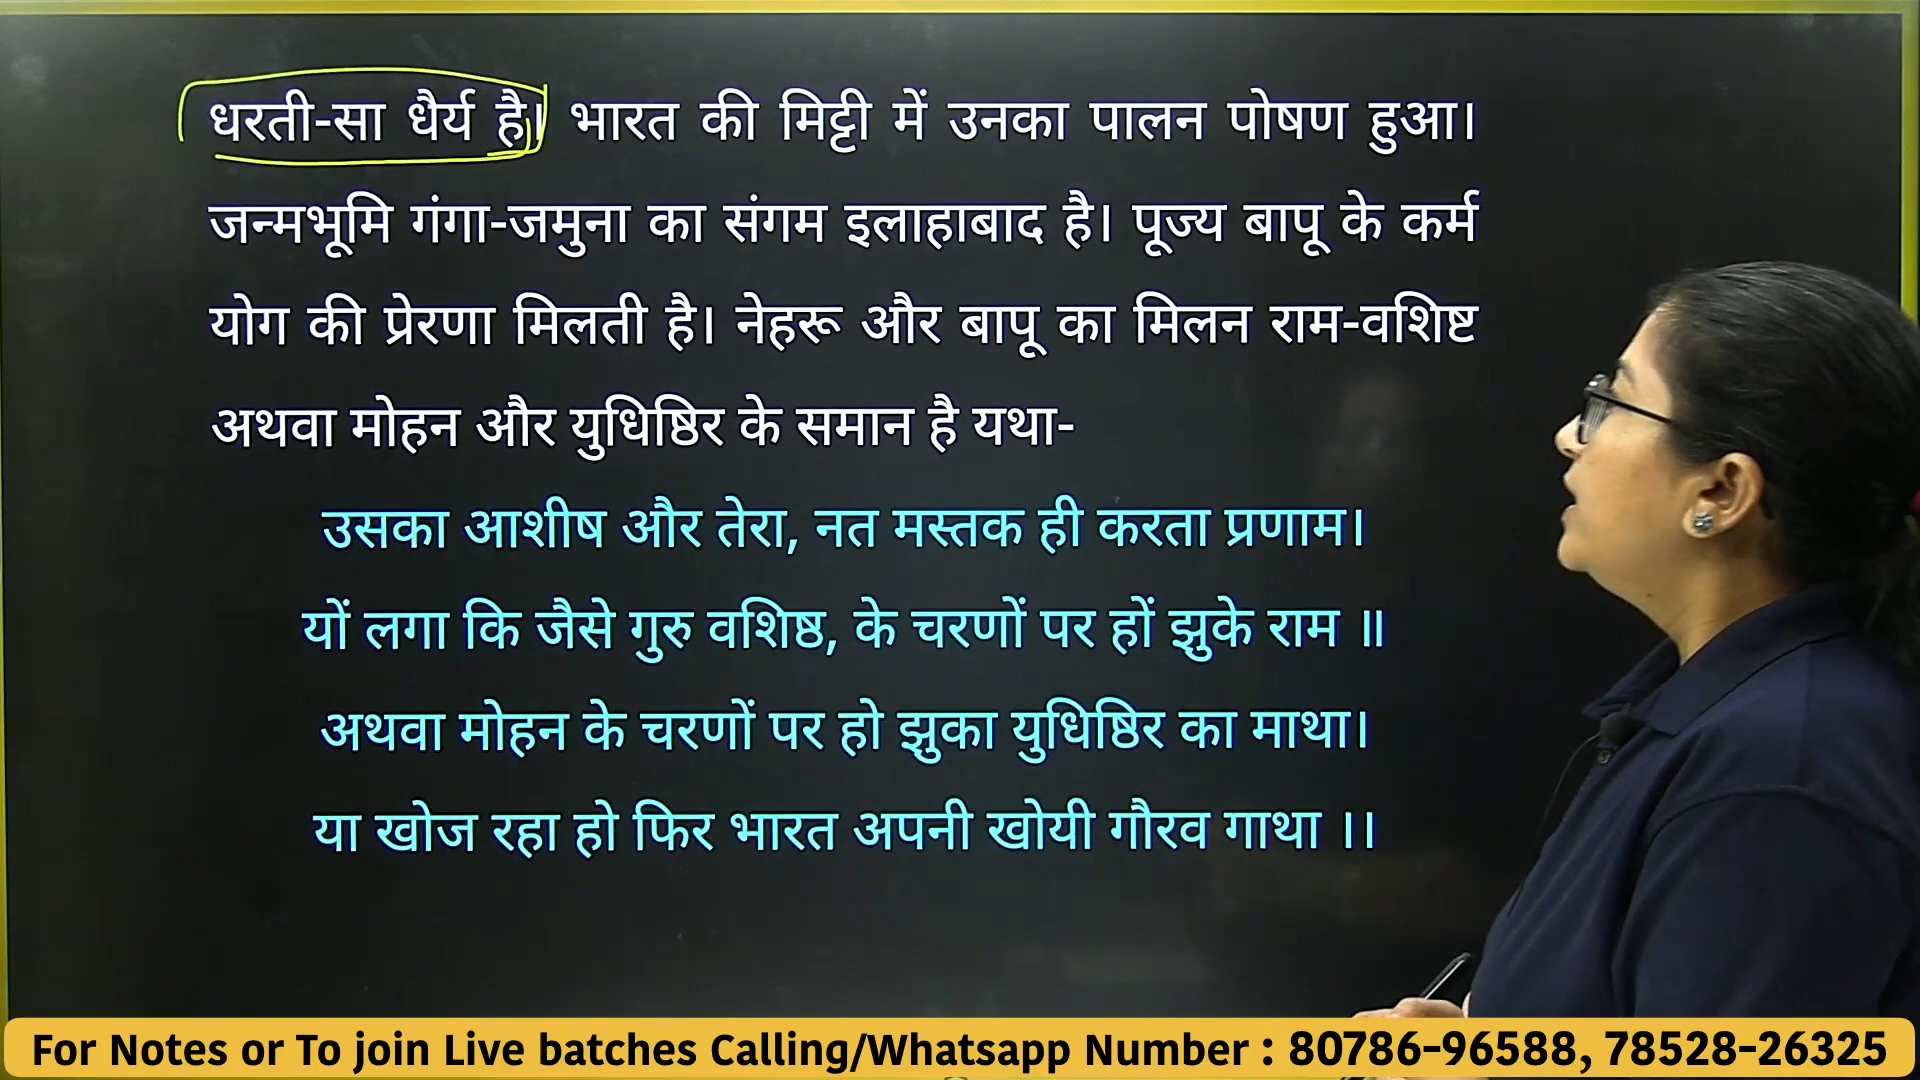 धरती-सा धैर्य है। भारत की मिट्टी में उनका पालन पोषण हुआ।
जन्मभूमि गंगा-जमुना का संगम इलाहाबाद है। पूज्य बापू के कर्म
योग की प्रेरणा मिलती है। नेहरू और बापू का मिलन राम-वशिष्ट
अथवा मोहन और युधिष्ठिर के समान है यथा-
उसका आशीष और तेरा, नत मस्तक ही करता प्रणाम।
यों लगा कि जैसे गुरु वशिष्ठ, के चरणों पर हों झुके राम ॥
अथवा मोहन के चरणों पर हो झुका युधिष्ठिर का माथा।
या खोज रहा हो फिर भारत अपनी खोयी गौरव गाथा ।।
For Notes or To join Live batches Calling/Whatsapp Number : 80786-96588, 78528-26325